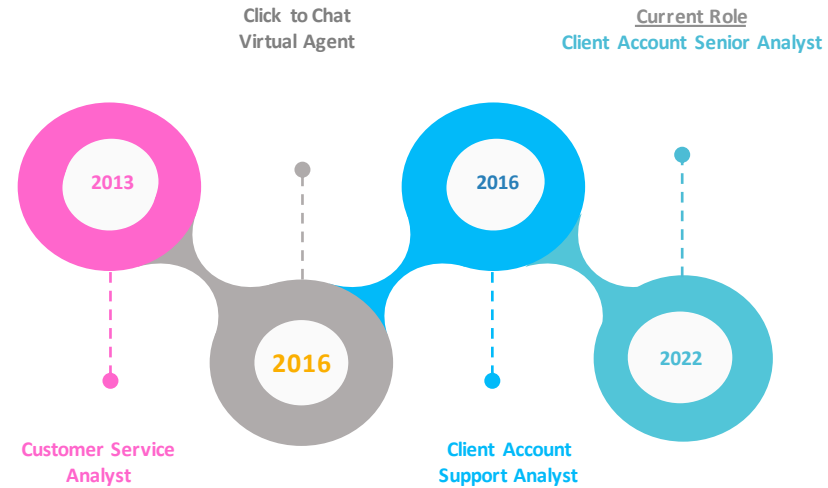 Click to Chat
Virtual Agent
Current Role
Client Account Senior Analyst
2013
2016
2016
2022
Customer Service
Analyst
Client Account
Support Analyst